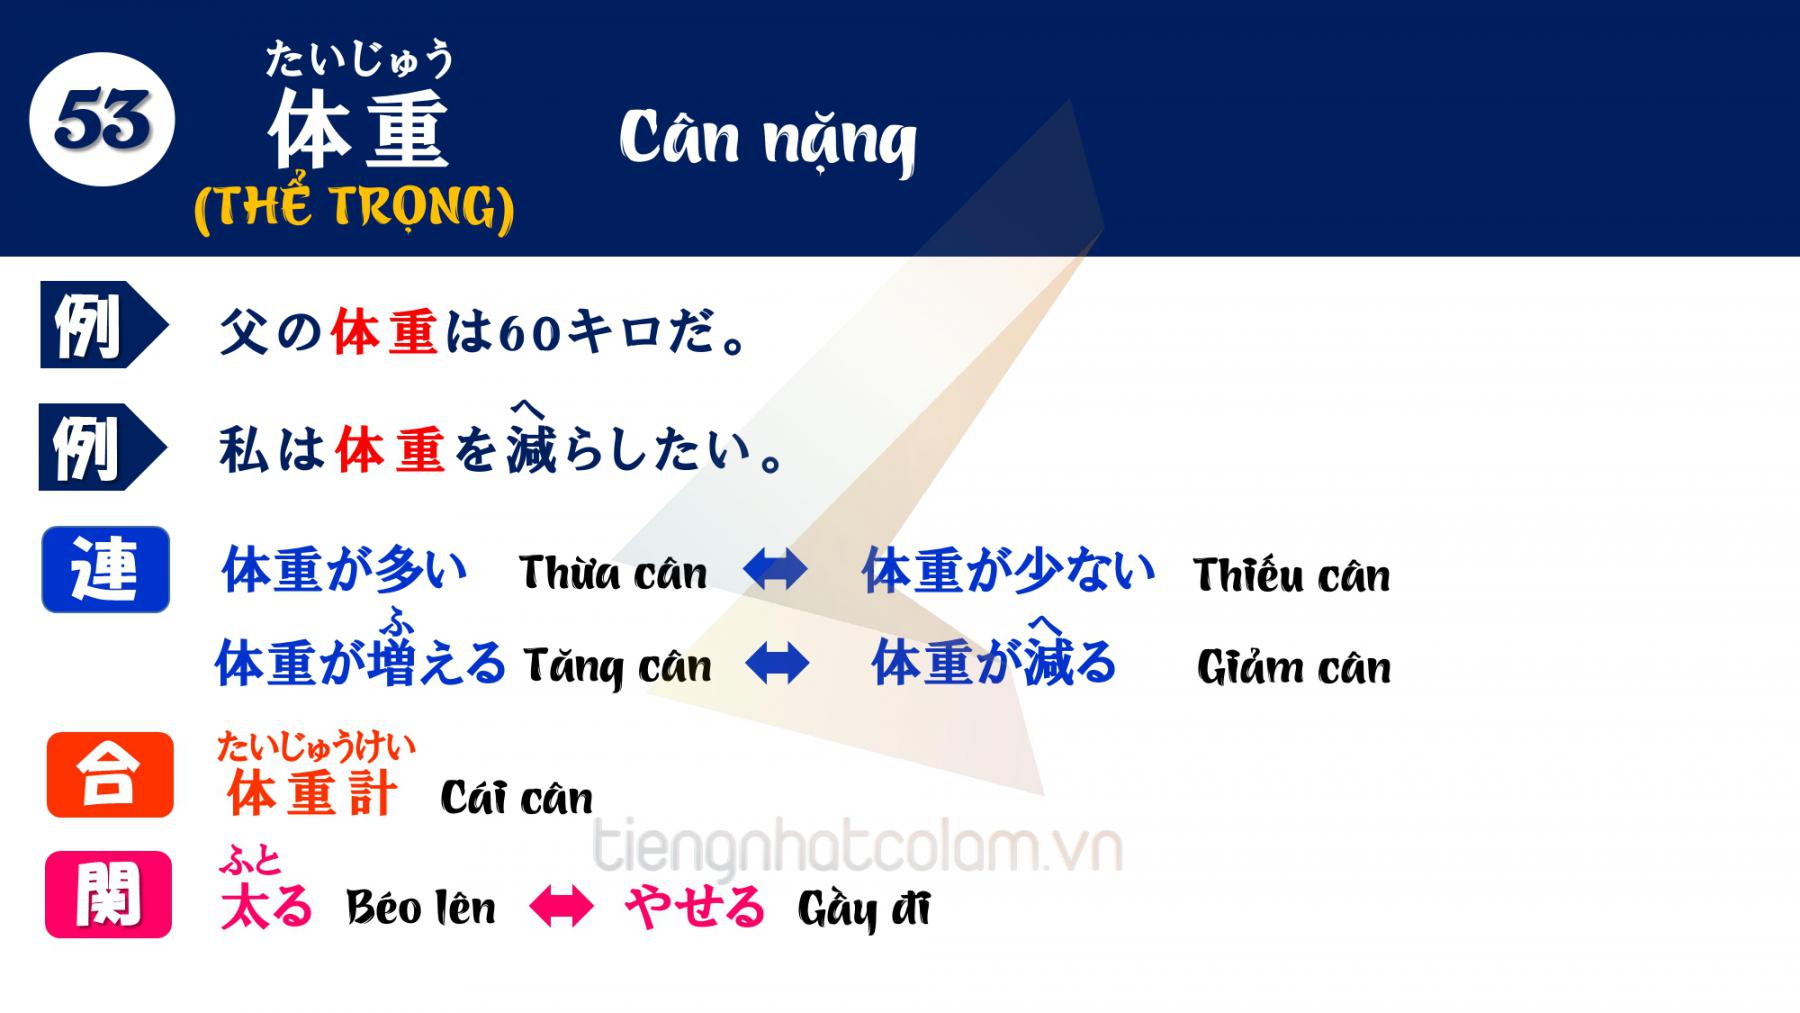 53
たいじゅう
体重 Cân nặng
(THỂ TRỌNG)
例 父の体重は60キロだ。
へ
例 私は体重を減らしたい。
連 体重が多い Thừa cân 体重が少ない Thiếu cân
ふ へ
体重が増える Tăng cân 体重が減る Giảm cân
たいじゅうけい
合 体重計 Cái cân
tiengnhatcolam.vn
ふと
関 太る Béo lên やせる Gầy đi